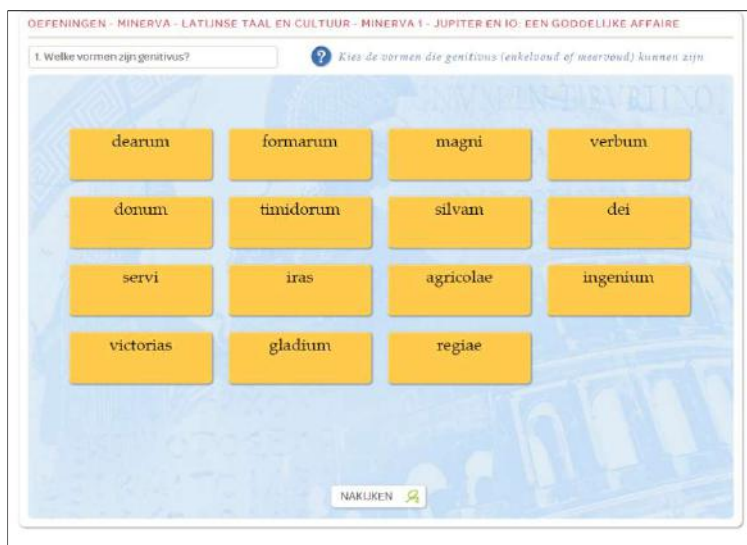 OEFENINGEN - MINERVA - LATIJNSE TAAL EN CULTUUR - MINERVA 1 - JUPITER EN IO: EEN GODDELIJKE AFFAIRE
1. Welke vormen zijn genitivus?
? Kies de vormen die genitivus (enkelvoud of meervoud) kunnen zijn
dearum formarum magni verbum
donum timidorum silvam dei
servi iras agricolae ingenium
victorias gladium regiae
NAKIJKEN